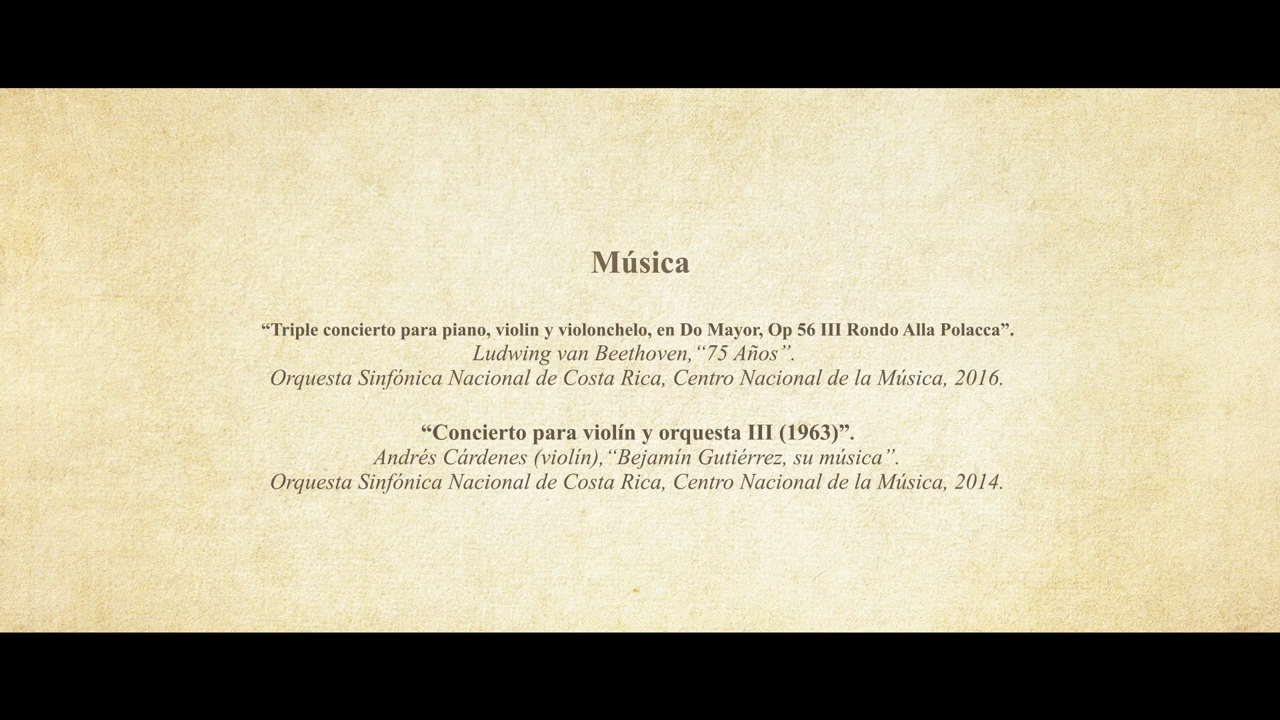 Música
“Triple concierto para piano, violin y violonchelo, en Do Mayor, Op 56 III Rondo Alla Polacca”.
Ludwing van Beethoven,“75 Años”.
Orquesta Sinfónica Nacional de Costa Rica, Centro Nacional de la Música, 2016.
“Concierto para violín y orquesta III (1963)”.
Andrés Cárdenes (violín),“Bejamín Gutiérrez, su música”.
Orquesta Sinfónica Nacional de Costa Rica, Centro Nacional de la Música, 2014.